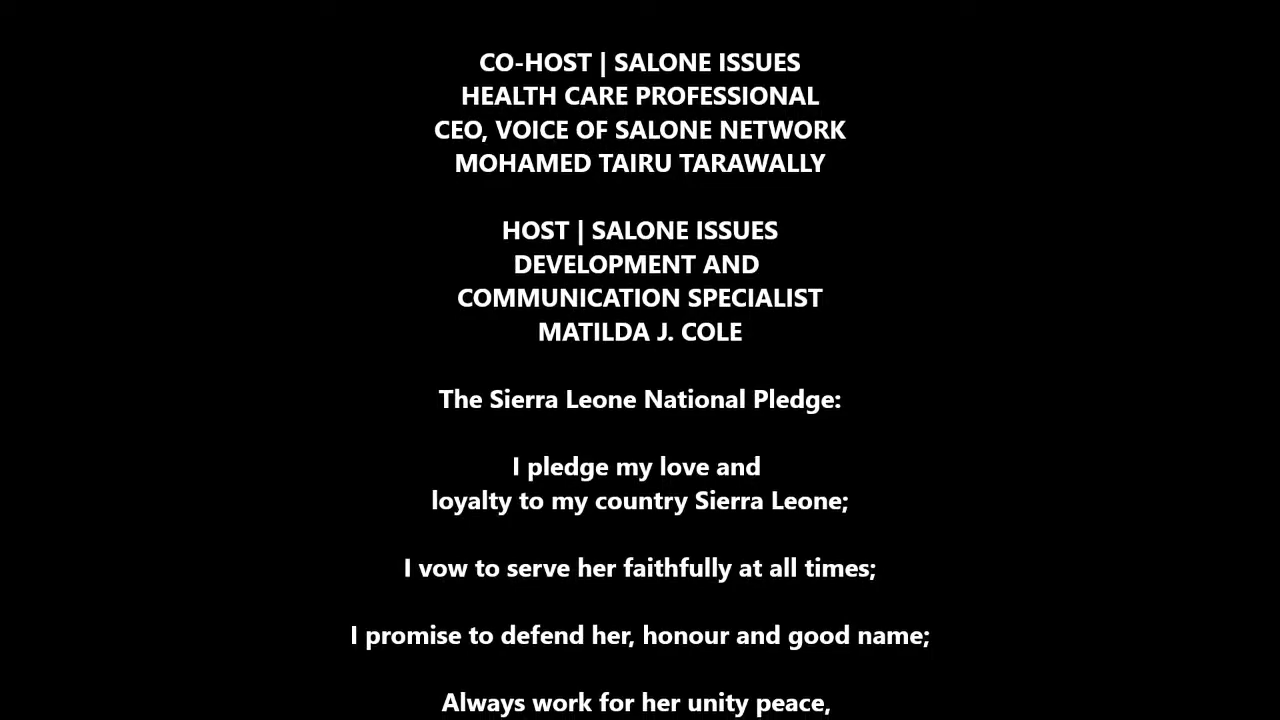 CO-HOST | SALONE ISSUES
HEALTH CARE PROFESSIONAL
CEO, VOICE OF SALONE NETWORK
MOHAMED TAIRU TARAWALLY
HOST | SALONE ISSUES
DEVELOPMENT AND
COMMUNICATION SPECIALIST
MATILDA J. COLE
The Sierra Leone National Pledge:
I pledge my love and
loyalty to my country Sierra Leone;
I vow to serve her faithfully at all times;
I promise to defend her, honour and good name;
Always work for her unity peace,